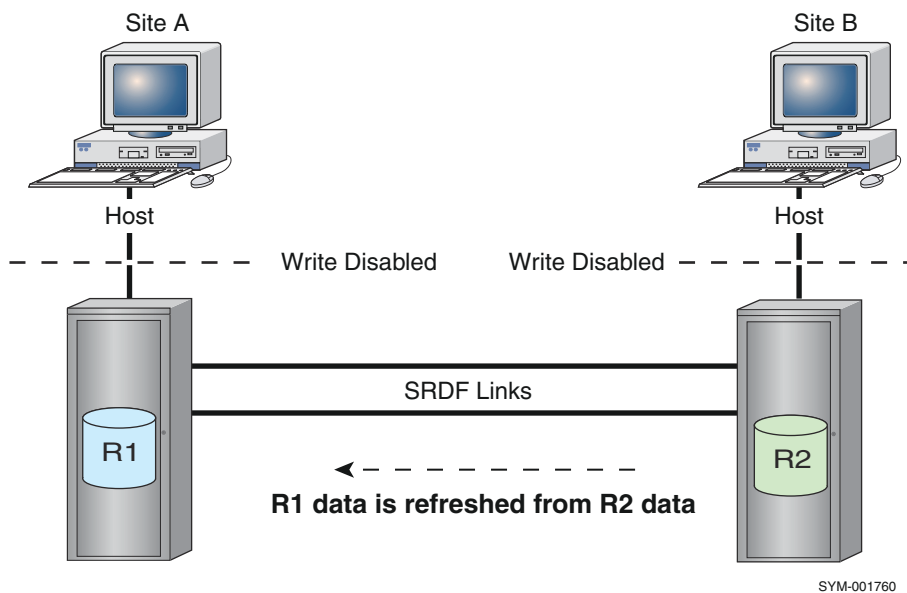 Site A
Site B
Host
Host
Write Disabled
Write Disabled
SRDF Links
R1
R2
R1 data is refreshed from R2 data
SYM-001760